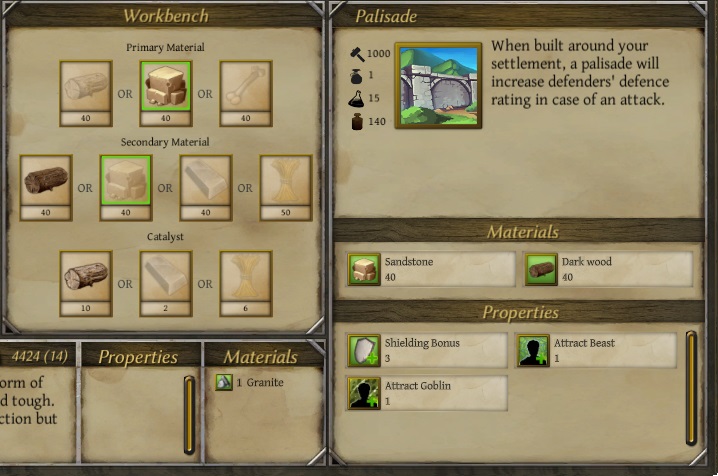 Workbench
Primary Material
OR
OR
40
40
40
Secondary Material
OR
OR
OR
40
40
40
50
Catalyst
OR
OR
10
2
6
4424 (14)
orm of
d tough.
ction but
Properties
Materials
1 Granite
Palisade
1000
1
15
140
When built around your
settlement, a palisade will
increase defenders' defence
rating in case of an attack.
Materials
Sandstone
40
Dark wood
40
Properties
Shielding Bonus
3
Attract Beast
1
Attract Goblin
1